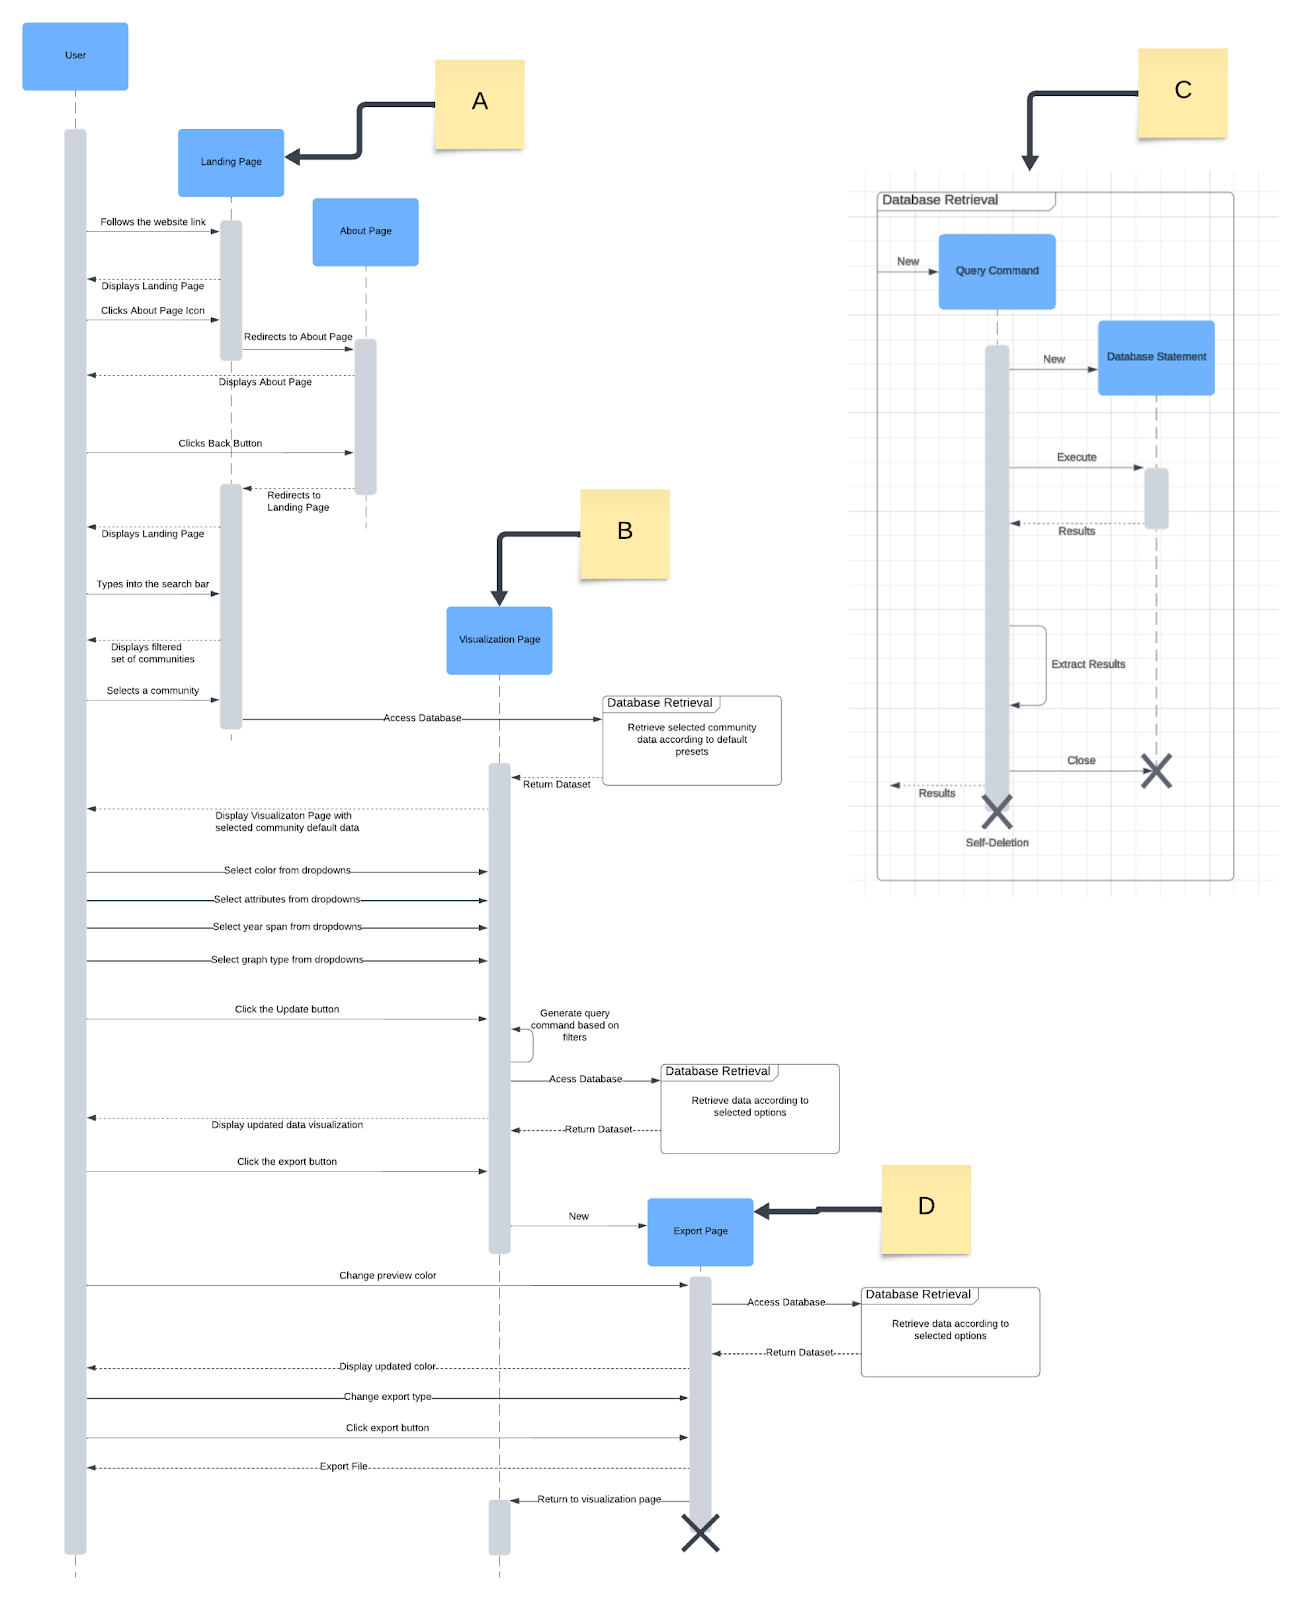 User
A
C
Landing Page
Database Retrieval
Follows the website link
About Page
New
Query Command
Displays Landing Page
Clicks About Page Icon
Redirects to About Page
New
Database Statement
Displays About Page
Clicks Back Button
Execute
Redirects to
Landing Page
Displays Landing Page
B
Results
Types into the search bar
Displays filtered
set of communities
Visualization Page
Extract Results
Selects a community
Access Database
Database Retrieval
Retrieve selected community
data according to default
presets
Close
Return Dataset
Results
Display Visualizaton Page with
selected community default data
Self-Deletion
Select color from dropdowns
Select attributes from dropdowns
Select year span from dropdowns
Select graph type from dropdowns
Click the Update button
Generate query
command based on
filters
Acess Database
Database Retrieval
Retrieve data according to
selected options
Display updated data visualization
Return Dataset
Click the export button
D
New
Export Page
Change preview color
Access Database
Database Retrieval
Retrieve data according to
selected options
Return Dataset
Display updated color
Change export type
Click export button
Export File
Return to visualization page